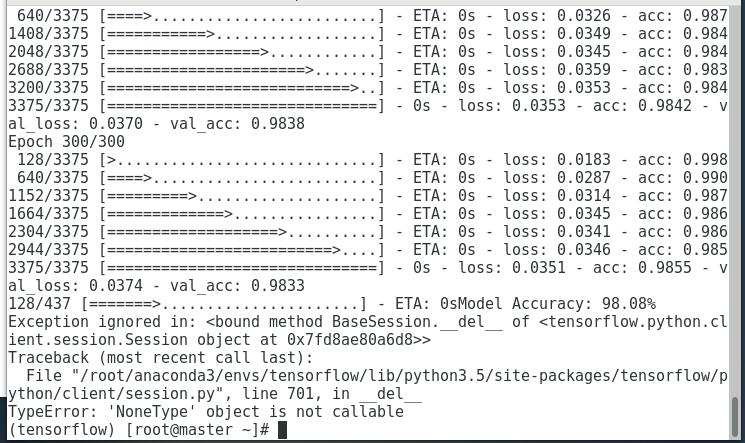 640/3375 [====>.........................] - ETA: 0s - loss: 0.0326 - acc: 0.987
1408/3375 [===========>..................] - ETA: 0s - loss: 0.0349 - acc: 0.984
2048/3375 [=================>............] - ETA: 0s - loss: 0.0345 - acc: 0.984
2688/3375 [======================>.......] - ETA: 0s - loss: 0.0359 - acc: 0.983
3200/3375 [===========================>..] - ETA: 0s - loss: 0.0353 - acc: 0.984
3375/3375 [==============================] - 0s - loss: 0.0353 - acc: 0.9842 - v
al_loss: 0.0370 - val_acc: 0.9838
Epoch 300/300
 128/3375 [>.............................] - ETA: 0s - loss: 0.0183 - acc: 0.998
 640/3375 [====>.........................] - ETA: 0s - loss: 0.0287 - acc: 0.990
1152/3375 [=========>....................] - ETA: 0s - loss: 0.0314 - acc: 0.987
1664/3375 [=============>................] - ETA: 0s - loss: 0.0345 - acc: 0.986
2304/3375 [===================>..........] - ETA: 0s - loss: 0.0341 - acc: 0.986
2944/3375 [=========================>....] - ETA: 0s - loss: 0.0346 - acc: 0.985
3375/3375 [==============================] - 0s - loss: 0.0351 - acc: 0.9855 - v
al_loss: 0.0374 - val_acc: 0.9833
128/437 [=======>......................] - ETA: 0sModel Accuracy: 98.08%
Exception ignored in: <bound method BaseSession.__del__ of <tensorflow.python.cl
ient.session.Session object at 0x7fd8ae80a6d8>>
Traceback (most recent call last):
  File "/root/anaconda3/envs/tensorflow/lib/python3.5/site-packages/tensorflow/p
ython/client/session.py", line 701, in __del__
TypeError: 'NoneType' object is not callable
(tensorflow) [root@master ~]#